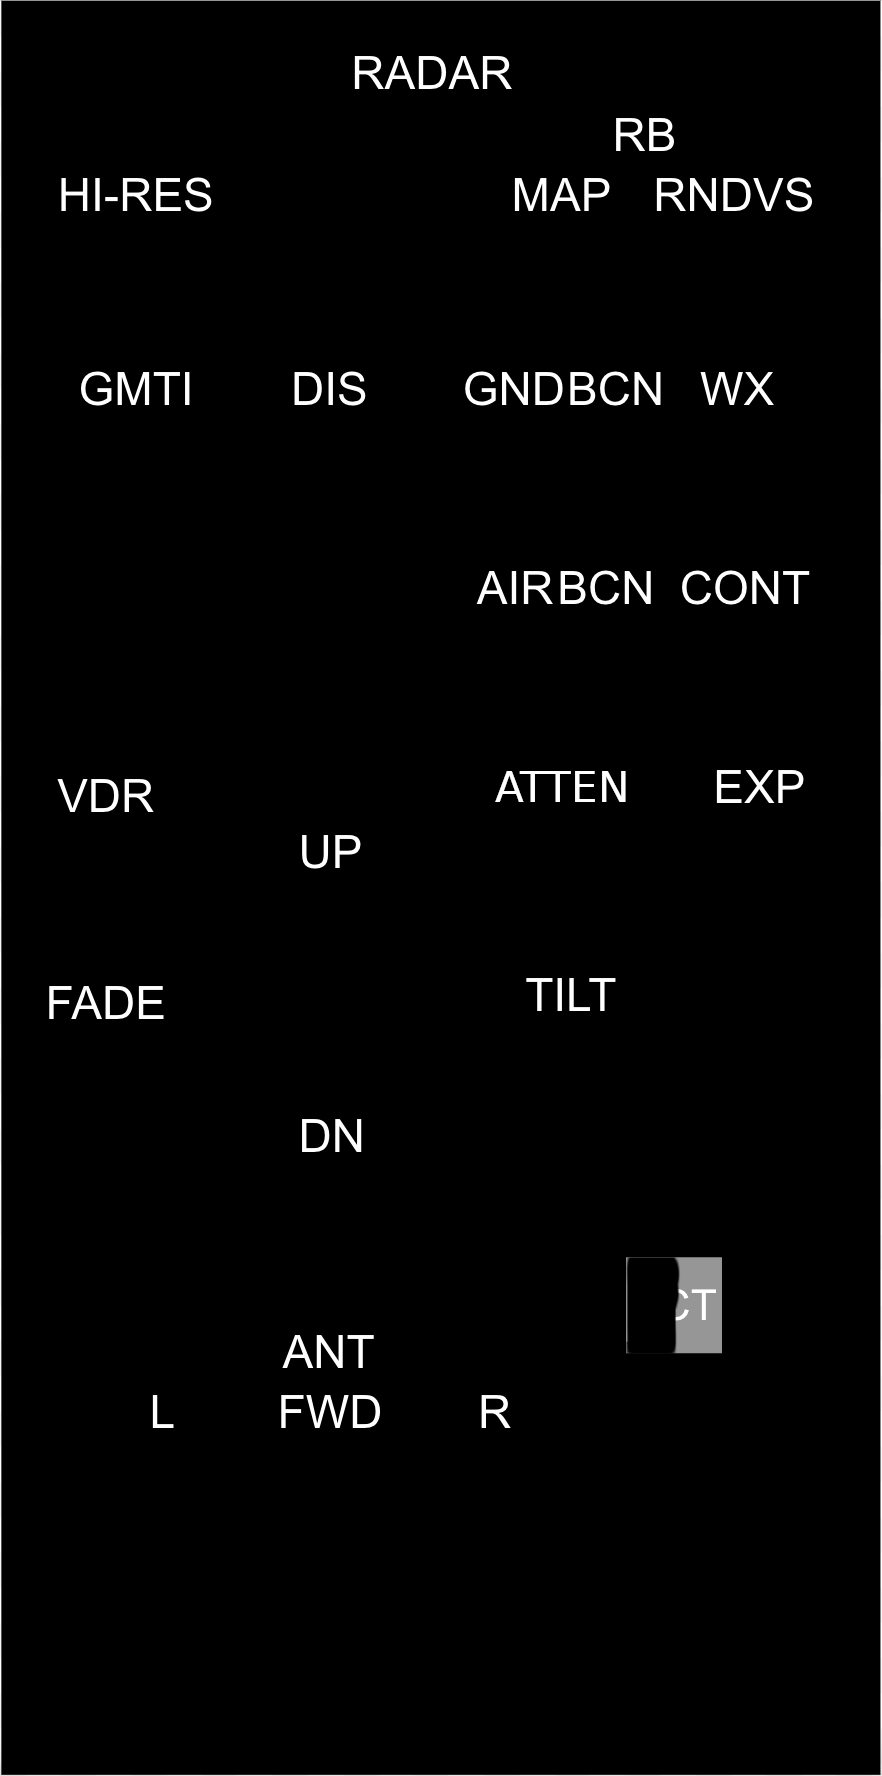 RADAR
RB
HI-RES MAP RNDVS
GMTI DIS GNDBCN WX
AIRBCN CONT
VDR ATTEN EXP
UP
FADE TILT
DN
ANT
L FWD R